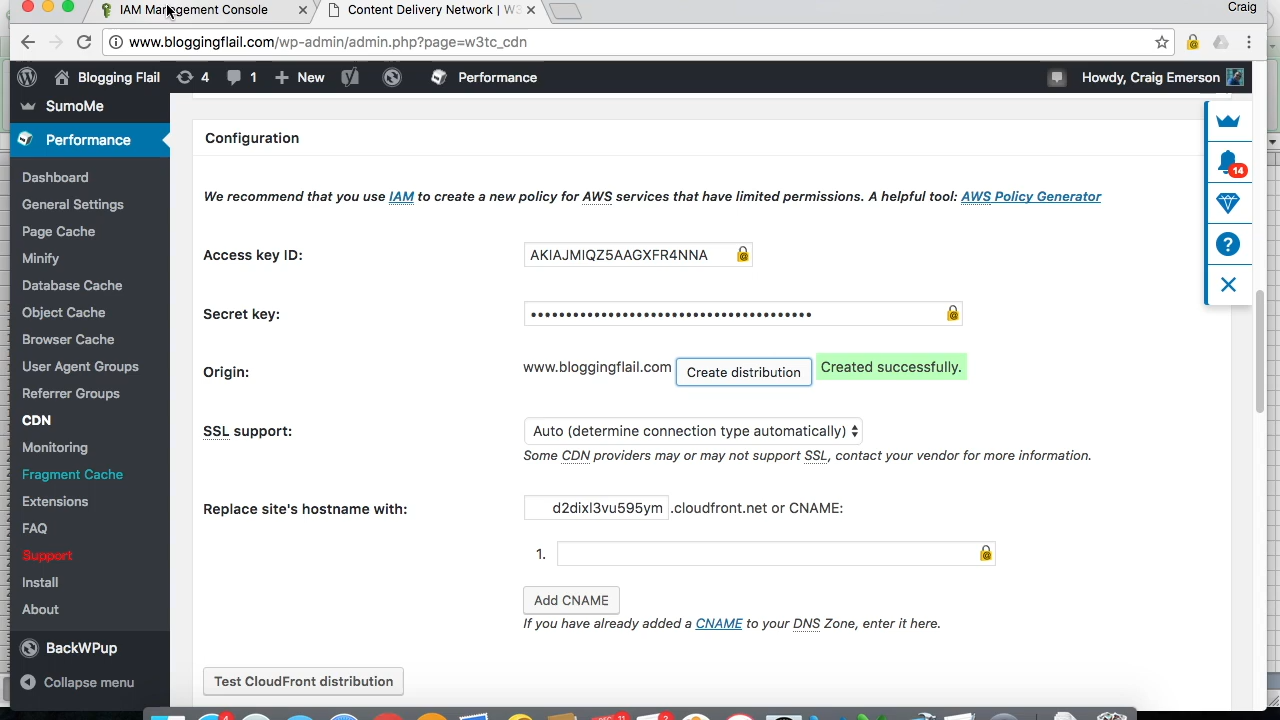 IAM Management Console
Content Delivery Network | W3
Craig
www.bloggingflail.com/wp-admin/admin.php?page=w3tc_cdn
Blogging Flail 4 1 New Performance Howdy, Craig Emerson
SumoMe
Performance
Dashboard
General Settings
Page Cache
Minify
Database Cache
Object Cache
Browser Cache
User Agent Groups
Referrer Groups
CDN
Monitoring
Fragment Cache
Extensions
FAQ
Support
Install
About
BackWPup
Collapse menu
Configuration
We recommend that you use IAM to create a new policy for AWS services that have limited permissions. A helpful tool: AWS Policy Generator
Access key ID: AKIAJMIQZ5AAGXFR4NNA
Secret key: ••••••••••••••••••••••••••••••••••••••••
Origin: www.bloggingflail.com Create distribution Created successfully.
SSL support: Auto (determine connection type automatically)
Some CDN providers may or may not support SSL, contact your vendor for more information.
Replace site's hostname with: d2dixl3vu595ym .cloudfront.net or CNAME:
1.
Add CNAME
If you have already added a CNAME to your DNS Zone, enter it here.
Test CloudFront distribution
14
?